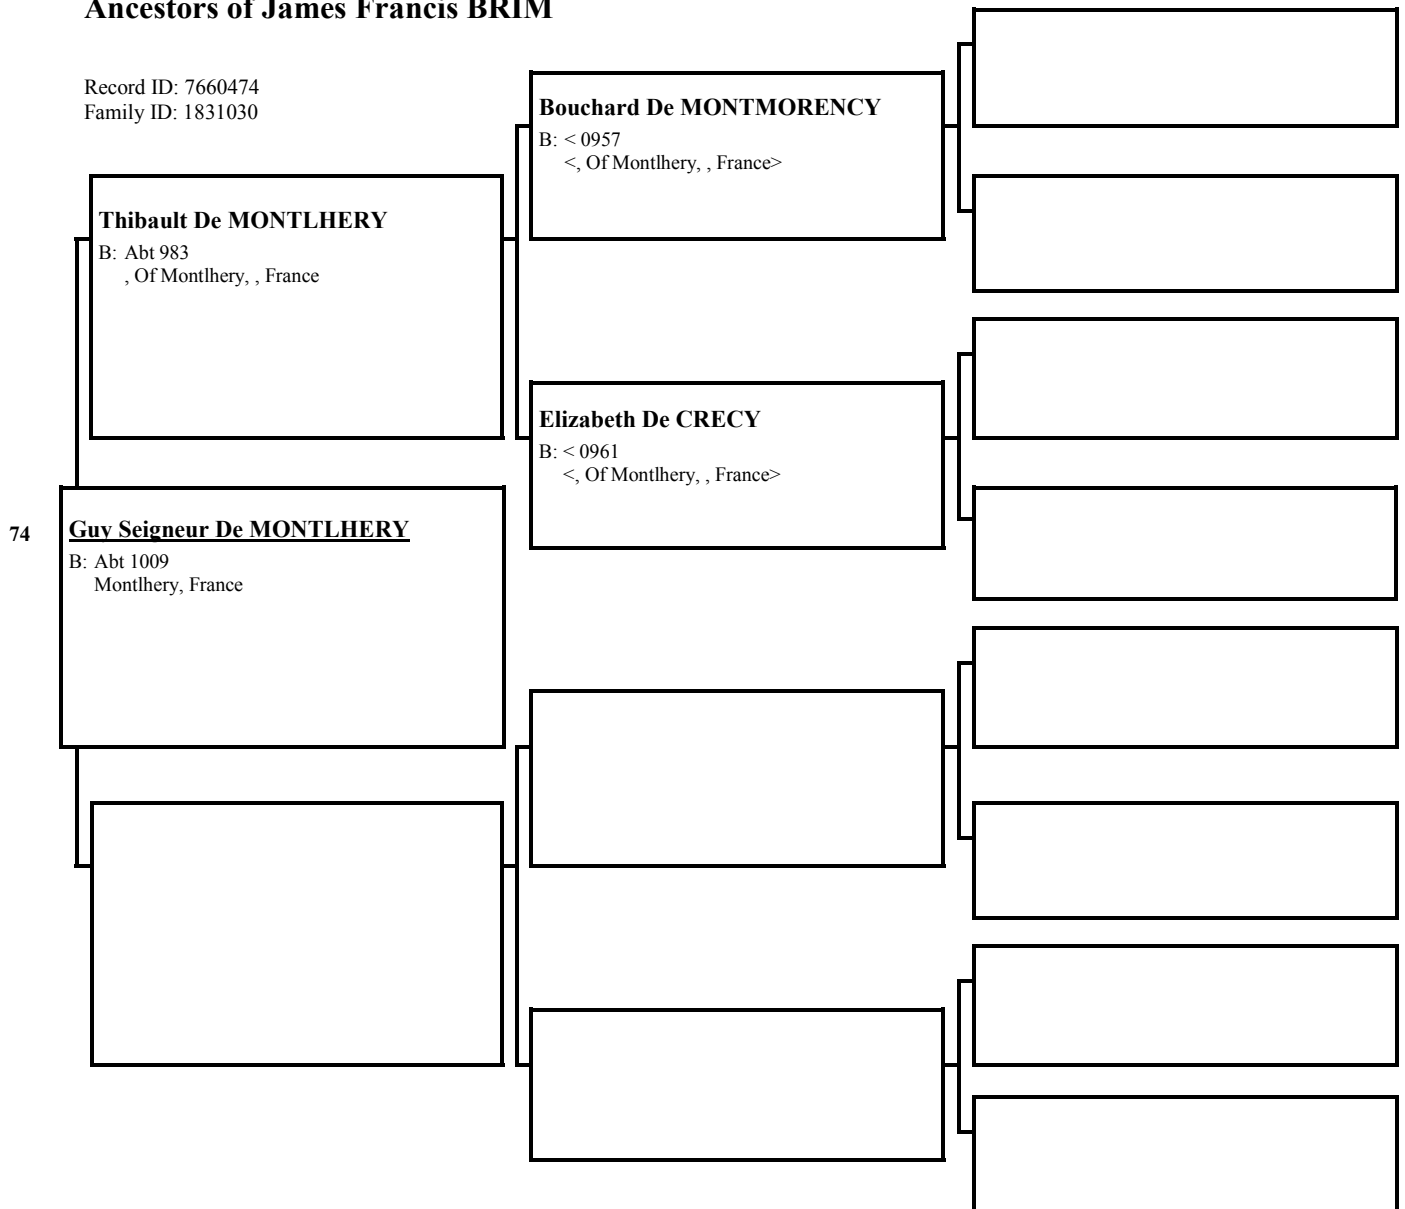 Ancestors of James Francis BRIM
Record ID: 7660474
Family ID: 1831030
Bouchard De MONTMORENCY
B: < 0957
<, Of Montlhery, , France>
Thibault De MONTLHERY
B: Abt 983
, Of Montlhery, , France
Elizabeth De CRECY
B: < 0961
<, Of Montlhery, , France>
74
Guy Seigneur De MONTLHERY
B: Abt 1009
Montlhery, France